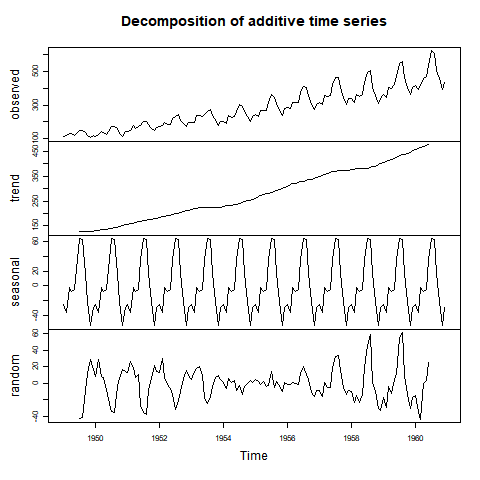 Decomposition of additive time series
observed
100 300 500
trend
150 250 350 450
seasonal
-40 0 20 60
random
-40 0 20 40 60
1950 1952 1954 1956 1958 1960
Time